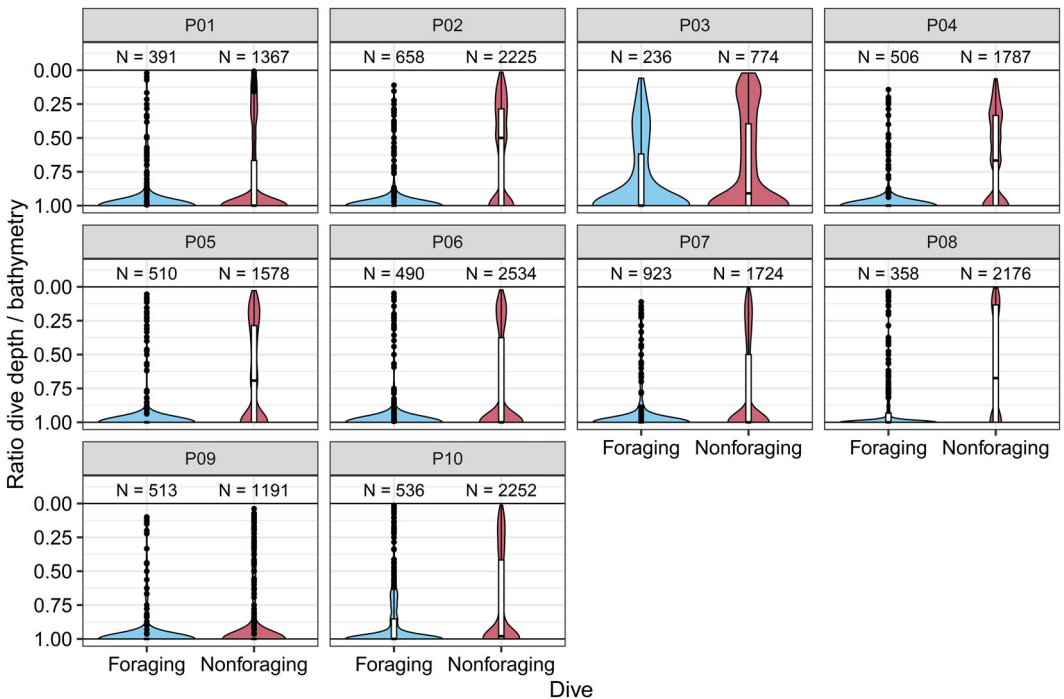 P01 P02 P03 P04
N = 391 N = 1367 N = 658 N = 2225 N = 236 N = 774 N = 506 N = 1787
0.00
0.25
0.50
0.75
1.00
P05 P06 P07 P08
N = 510 N = 1578 N = 490 N = 2534 N = 923 N = 1724 N = 358 N = 2176
0.00
0.25
0.50
0.75
1.00
Foraging Nonforaging Foraging Nonforaging
P09 P10
N = 513 N = 1191 N = 536 N = 2252
0.00
0.25
0.50
0.75
1.00
Foraging Nonforaging Foraging Nonforaging
Ratio dive depth / bathymetry
Dive